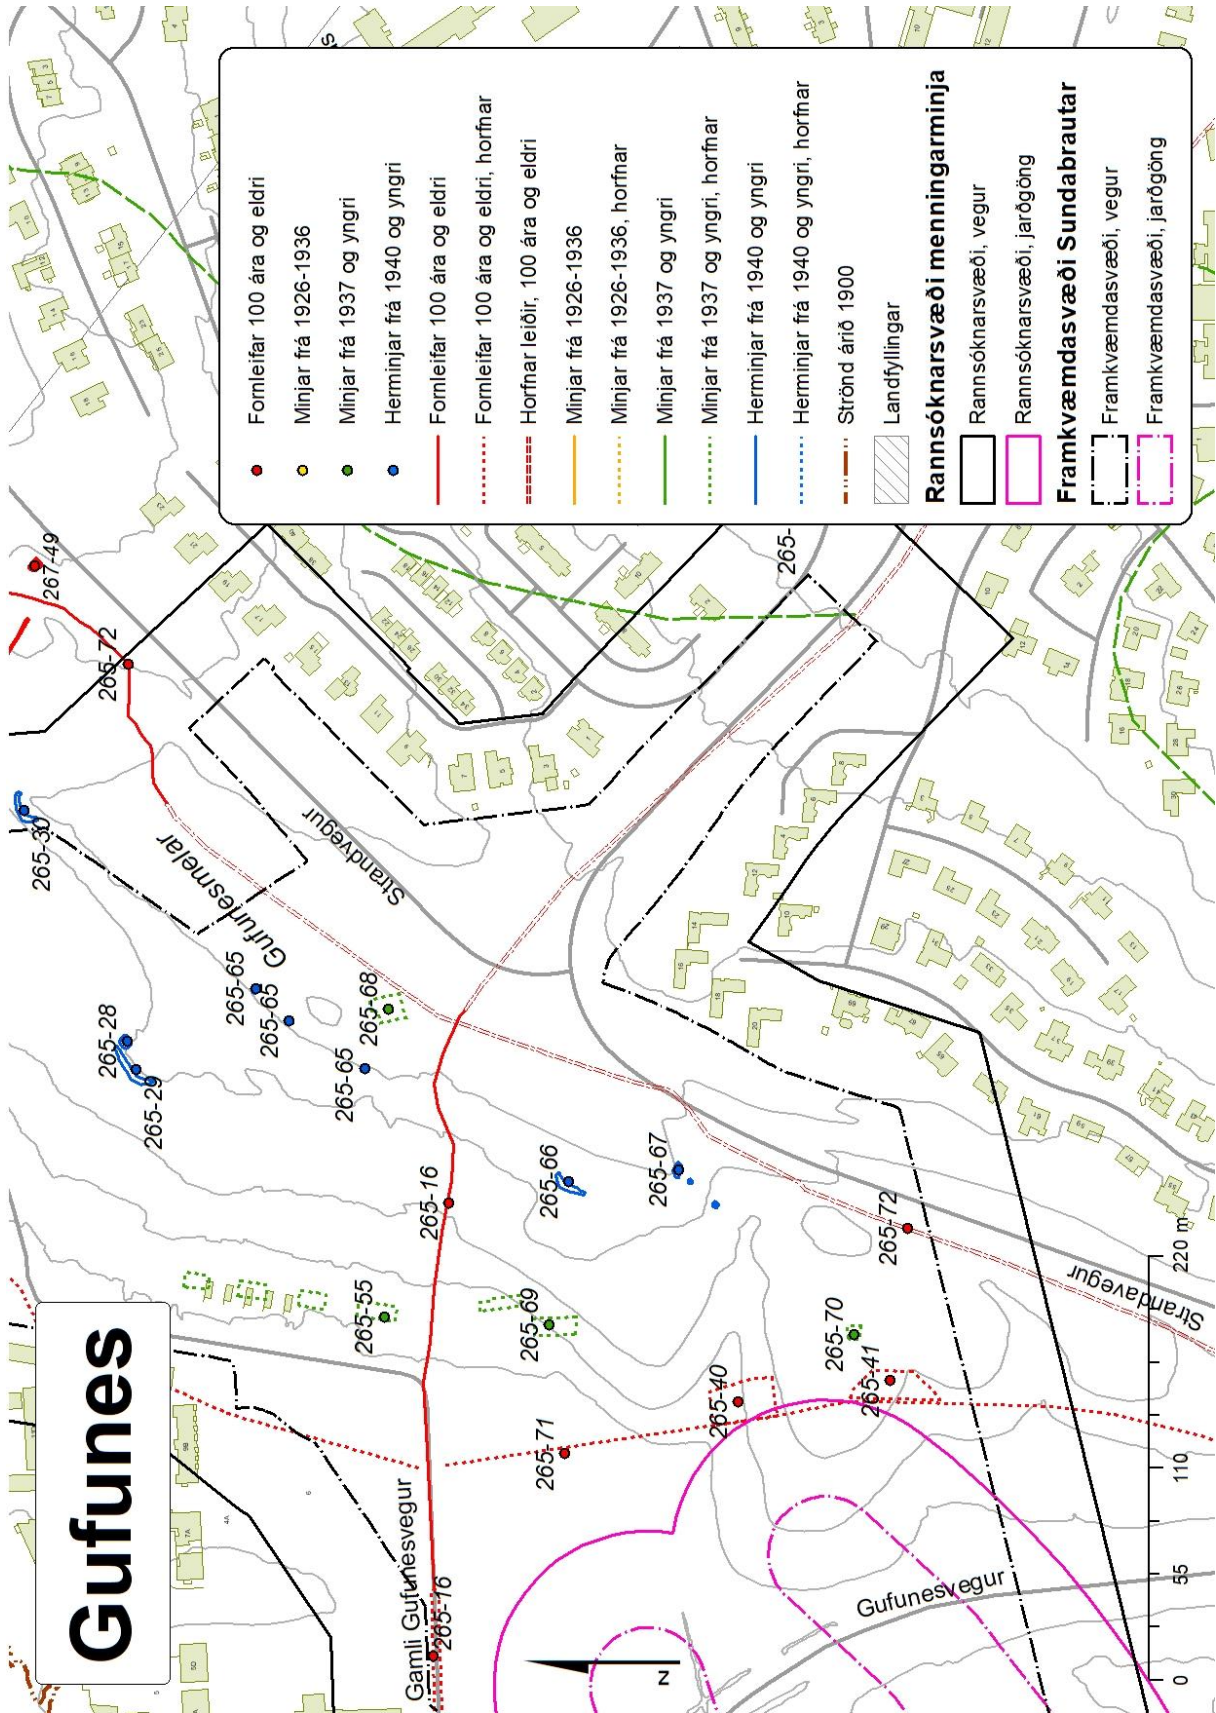 Gufunes
Fornleifar 100 ára og eldri
Minjar frá 1926-1936
Minjar frá 1937 og yngri
Herminjar frá 1940 og yngri
Fornleifar 100 ára og eldri
Fornleifar 100 ára og eldri, horfnar
Horfnar leiðir, 100 ára og eldri
Minjar frá 1926-1936
Minjar frá 1926-1936, horfnar
Minjar frá 1937 og yngri
Minjar frá 1937 og yngri, horfnar
Herminjar frá 1940 og yngri
Herminjar frá 1940 og yngri, horfnar
Strönd árið 1900
Landfyllingar
Rannsóknarsvæði menningarminja
Rannsóknarsvæði, vegur
Rannsóknarsvæði, jarðgöng
Framkvæmdasvæði Sundabrautar
Framkvæmdasvæði, vegur
Framkvæmdasvæði, jarðgöng
267-49
265-72
265-30
Gufunesmelar
Strandvegur
265-28
265-29
265-65
265-65
265-65
265-68
265-16
265-66
265-67
265-72
265-55
265-69
265-70
265-40
265-41
265-71
Gamli Gufunesvegur
265-16
Gufunesvegur
Strandavegur
265-
N
0 55 110 220 m